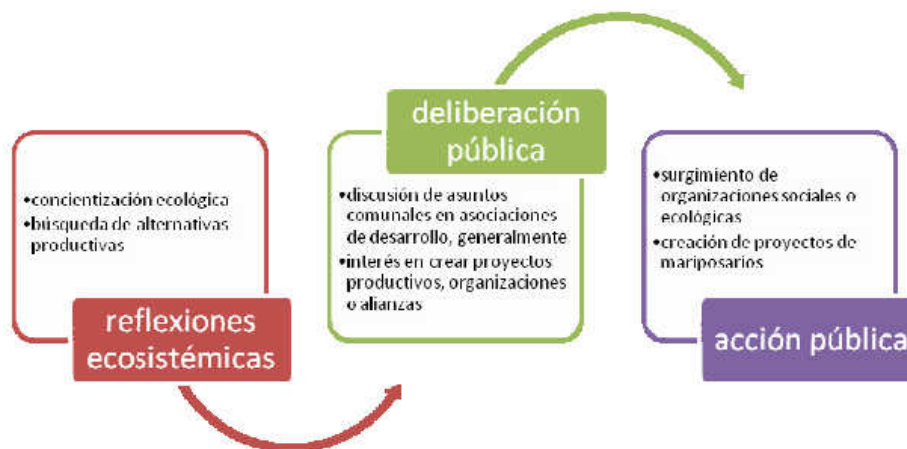 •concientización ecológica
•búsqueda de alternativas
productivas
reflexiones
ecosistémicas
deliberación
pública
•discusión de asuntos
comunales en asociaciones
de desarrollo, generalmente
•interés en crear proyectos
productivos, organizaciones
o alianzas
•surgimiento de
organizaciones sociales o
ecológicas
•creación de proyectos de
mariposarios
acción pública